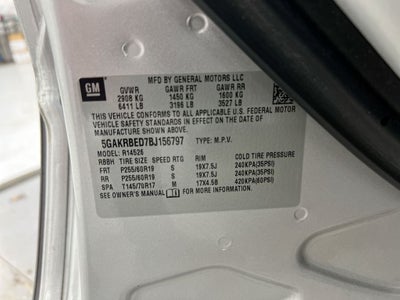 GM
MFD BY GENERAL MOTORS LLC
GVWR GAWR FRT GAWR RR
2908 KG 1450 KG 1600 KG
6411 LB 3196 LB 3527 LB
THIS VEHICLE CONFORMS TO ALL APPLICABLE U.S. FEDERAL MOTOR
VEHICLE SAFETY STANDARDS IN EFFECT ON THE DATE OF
MANUFACTURE SHOWN ABOVE.
5GAKRBED7BJ156797 TYPE: M.P.V.
MODEL: R14526
RBBH TIRE SIZE SPEED RTG RIM COLD TIRE PRESSURE
FRT P255/60R19 S 19X7.5J 240KPA(35PSI)
RR P255/60R19 S 19X7.5J 240KPA(35PSI)
SPA T145/70R17 M 17X4.5B 420KPA(60PSI)
SEE OWNER'S MANUAL FOR MORE INFORMATION.